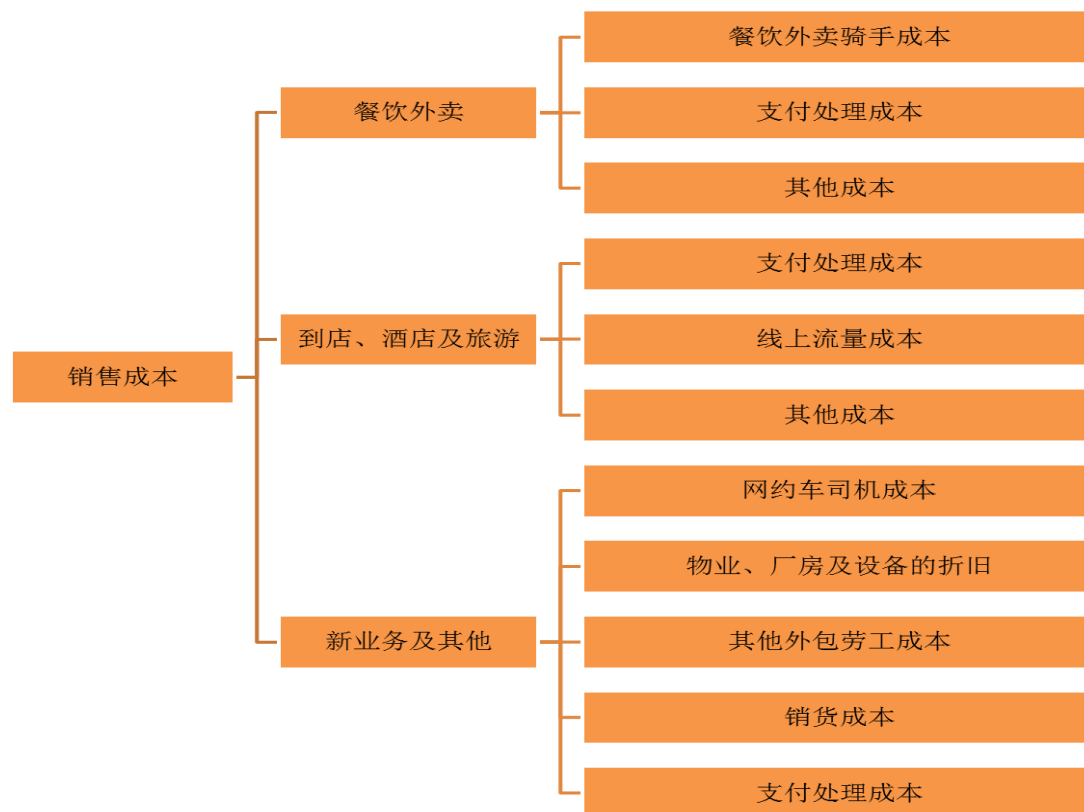 销售成本
餐饮外卖
餐饮外卖骑手成本
支付处理成本
其他成本
到店、酒店及旅游
支付处理成本
线上流量成本
其他成本
新业务及其他
网约车司机成本
物业、厂房及设备的折旧
其他外包劳工成本
销货成本
支付处理成本